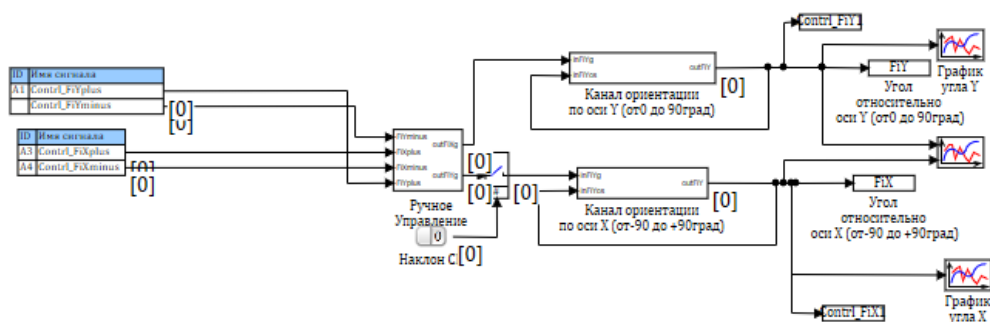 Contrl_FiY1
ID Имя сигнала
A1 Contrl_FiYplus
Contrl_FiYminus
[0]
ID Имя сигнала
A3 Contrl_FiXplus
A4 Contrl_FiXminus
[0]
[0]
FiYminus
FiXplus
FiXminus
FiYplus
outFiXg
outFiYg
Ручное
Управление
[0]
[0]
[0]
0
Наклон С
[0]
inFiYg
inFiYos
outFiY
[0]
Канал ориентации
по оси Y (от0 до 90град)
inFiYg
inFiYos
outFiY
[0]
Канал ориентации
по оси X (от-90 до +90град)
FiY
Угол
относительно
оси Y (от0 до 90град)
График
угла Y
FiX
Угол
относительно
оси X (от-90 до +90град)
График
угла X
Contrl_FiX1